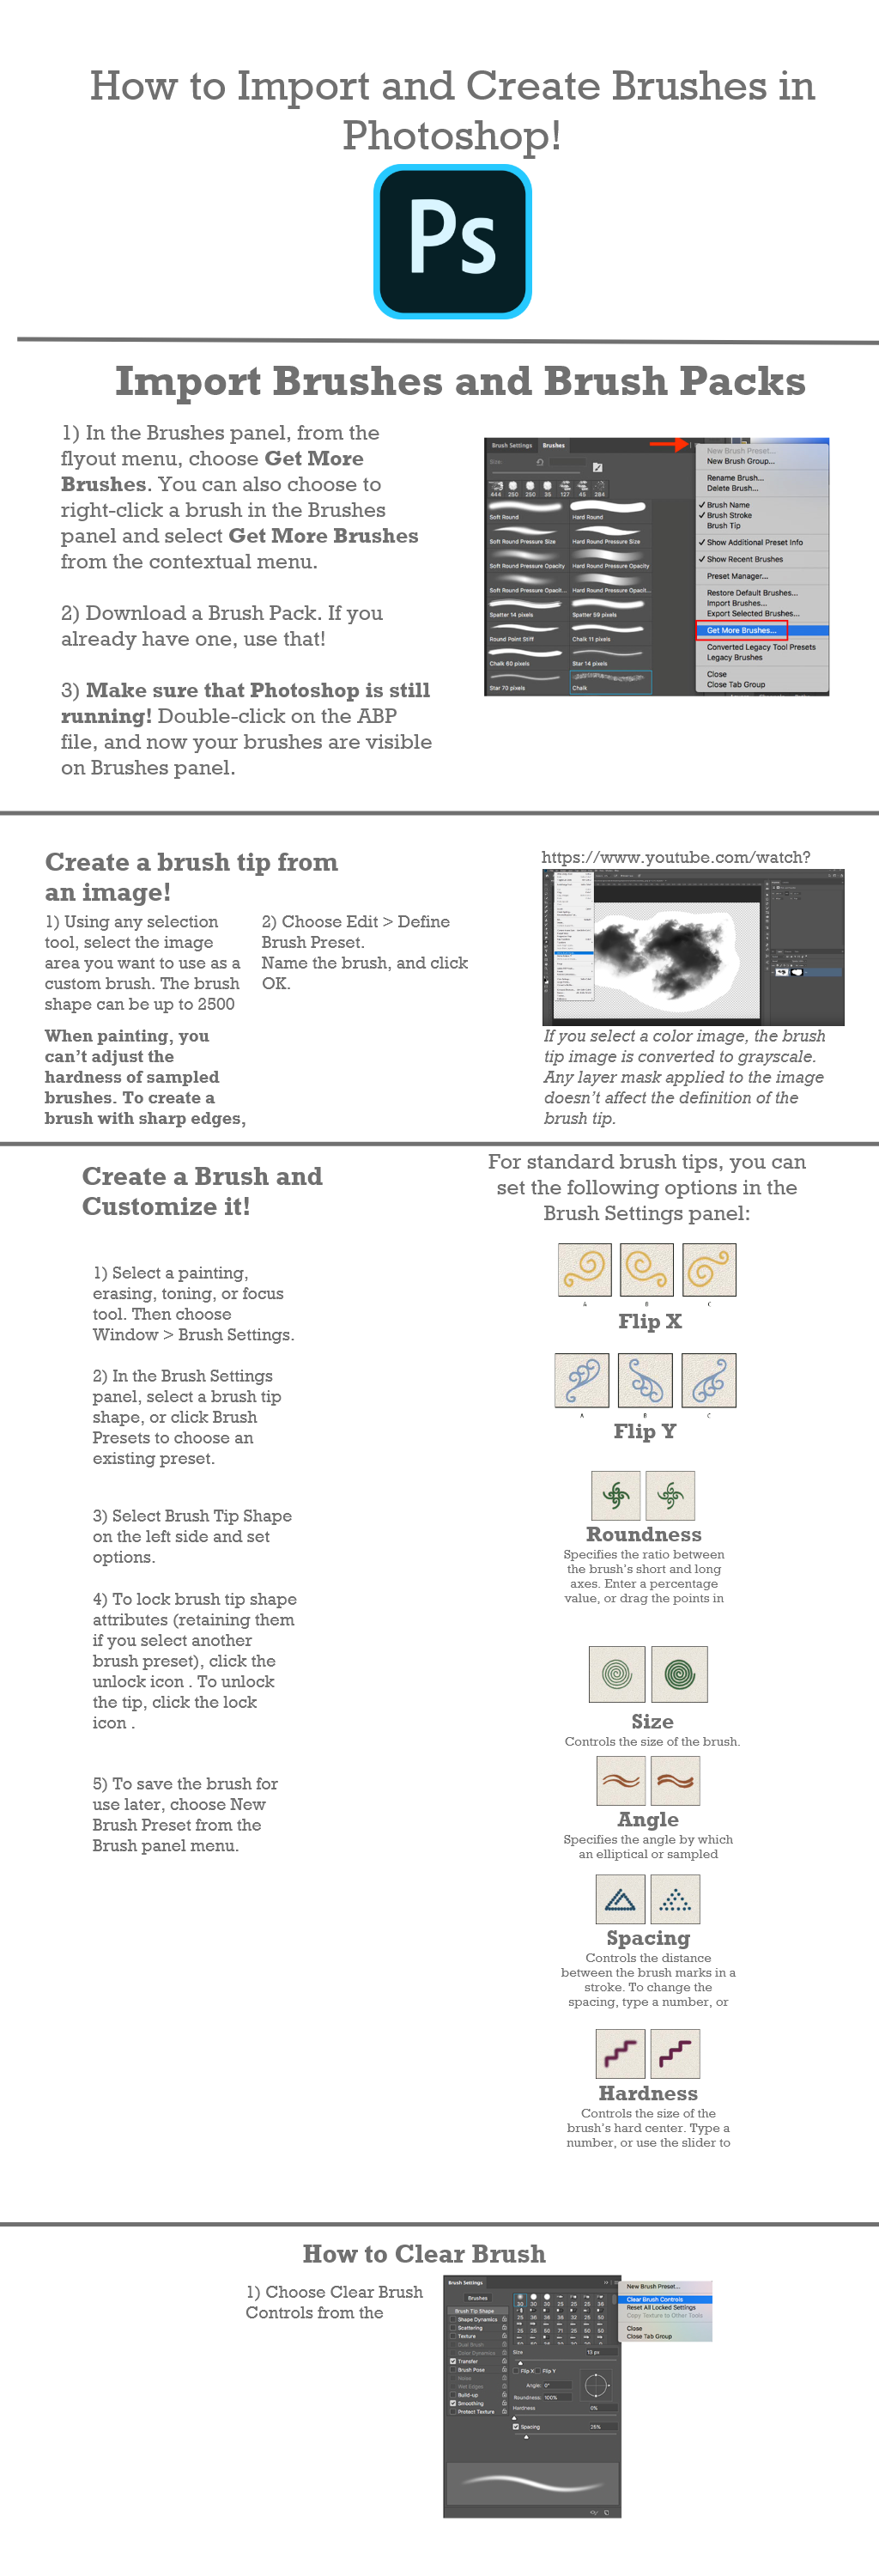 How to Import and Create Brushes in
Photoshop!
Ps
Import Brushes and Brush Packs
1) In the Brushes panel, from the
flyout menu, choose Get More
Brushes. You can also choose to
right-click a brush in the Brushes
panel and select Get More Brushes
from the contextual menu.
2) Download a Brush Pack. If you
already have one, use that!
3) Make sure that Photoshop is still
running! Double-click on the ABP
file, and now your brushes are visible
on Brushes panel.
Brush Settings Brushes
Size:
444 250 250 35 127 45 284
Soft Round Hard Round
Soft Round Pressure Size Hard Round Pressure Size
Soft Round Pressure Opacity Hard Round Pressure Opacity
Soft Round Pressure Opacit... Hard Round Pressure Opacit...
Spatter 14 pixels Spatter 59 pixels
Round Point Stiff Chalk 11 pixels
Chalk 60 pixels Star 14 pixels
Star 70 pixels Chalk
New Brush Preset...
New Brush Group...
Rename Brush...
Delete Brush...
Brush Name
Brush Stroke
Brush Tip
Show Additional Preset Info
Show Recent Brushes
Preset Manager...
Restore Default Brushes...
Import Brushes...
Export Selected Brushes...
Get More Brushes...
Converted Legacy Tool Presets
Legacy Brushes
Close
Close Tab Group
Create a brush tip from
an image!
1) Using any selection
tool, select the image
area you want to use as a
custom brush. The brush
shape can be up to 2500
When painting, you
can't adjust the
hardness of sampled
brushes. To create a
brush with sharp edges,
2) Choose Edit > Define
Brush Preset.
Name the brush, and click
OK.
https://www.youtube.com/watch?
If you select a color image, the brush
tip image is converted to grayscale.
Any layer mask applied to the image
doesn't affect the definition of the
brush tip.
Create a Brush and
Customize it!
1) Select a painting,
erasing, toning, or focus
tool. Then choose
Window > Brush Settings.
2) In the Brush Settings
panel, select a brush tip
shape, or click Brush
Presets to choose an
existing preset.
3) Select Brush Tip Shape
on the left side and set
options.
4) To lock brush tip shape
attributes (retaining them
if you select another
brush preset), click the
unlock icon . To unlock
the tip, click the lock
icon .
5) To save the brush for
use later, choose New
Brush Preset from the
Brush panel menu.
For standard brush tips, you can
set the following options in the
Brush Settings panel:
A B C
Flip X
A B C
Flip Y
Roundness
Specifies the ratio between
the brush's short and long
axes. Enter a percentage
value, or drag the points in
Size
Controls the size of the brush.
Angle
Specifies the angle by which
an elliptical or sampled
Spacing
Controls the distance
between the brush marks in a
stroke. To change the
spacing, type a number, or
Hardness
Controls the size of the
brush's hard center. Type a
number, or use the slider to
How to Clear Brush
1) Choose Clear Brush
Controls from the
Brush Settings
Brushes
Brush Tip Shape
Shape Dynamics
Scattering
Texture
Dual Brush
Color Dynamics
Transfer
Brush Pose
Noise
Wet Edges
Build-up
Smoothing
Protect Texture
30 30 30 25 25 25
Size 13 px
Flip X Flip Y
Angle: 0°
Roundness: 100%
Hardness 0%
Spacing 25%
New Brush Preset...
Clear Brush Controls
Reset All Locked Settings
Copy Texture to Other Tools
Close
Close Tab Group